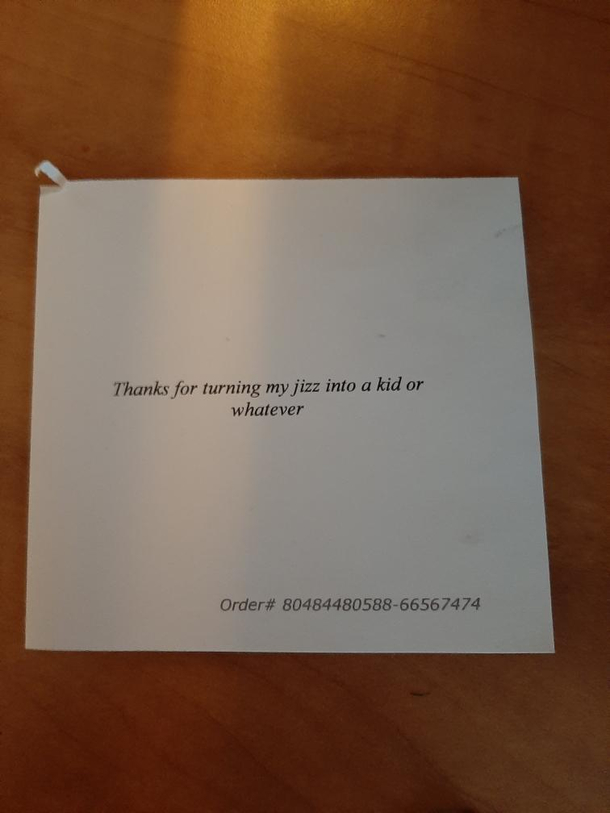 Thanks for turning my jizz into a kid or
whatever
Order# 80484480588-66567474